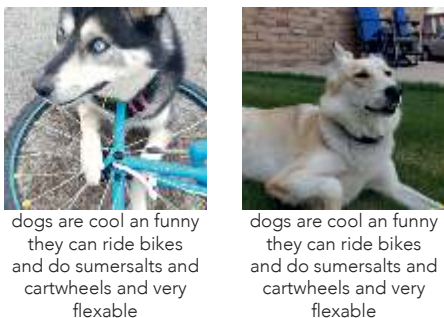 dogs are cool an funny
they can ride bikes
and do sumersalts and
cartwheels and very
flexable
dogs are cool an funny
they can ride bikes
and do sumersalts and
cartwheels and very
flexable